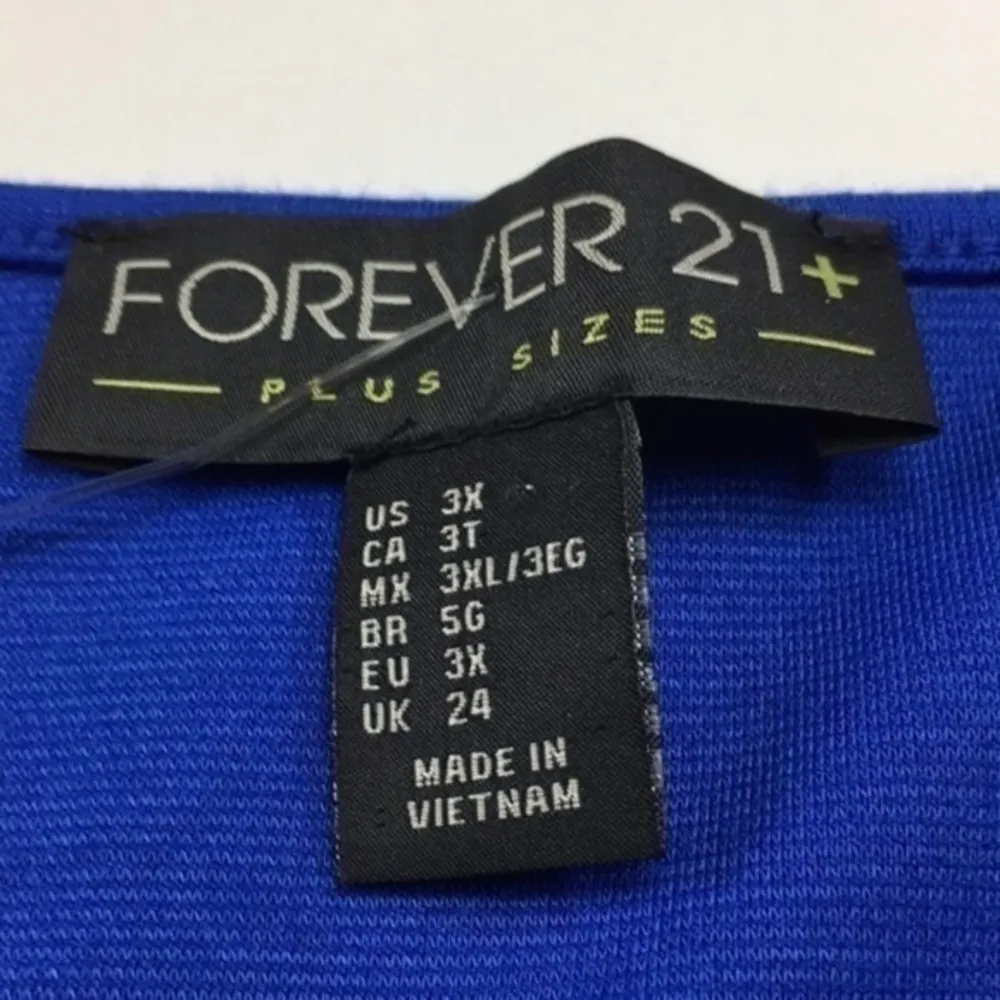 FOREVER 21+
PLUS SIZES
US 3X
CA 3T
MX 3XL/3EG
BR 5G
EU 3X
UK 24
MADE IN
VIETNAM